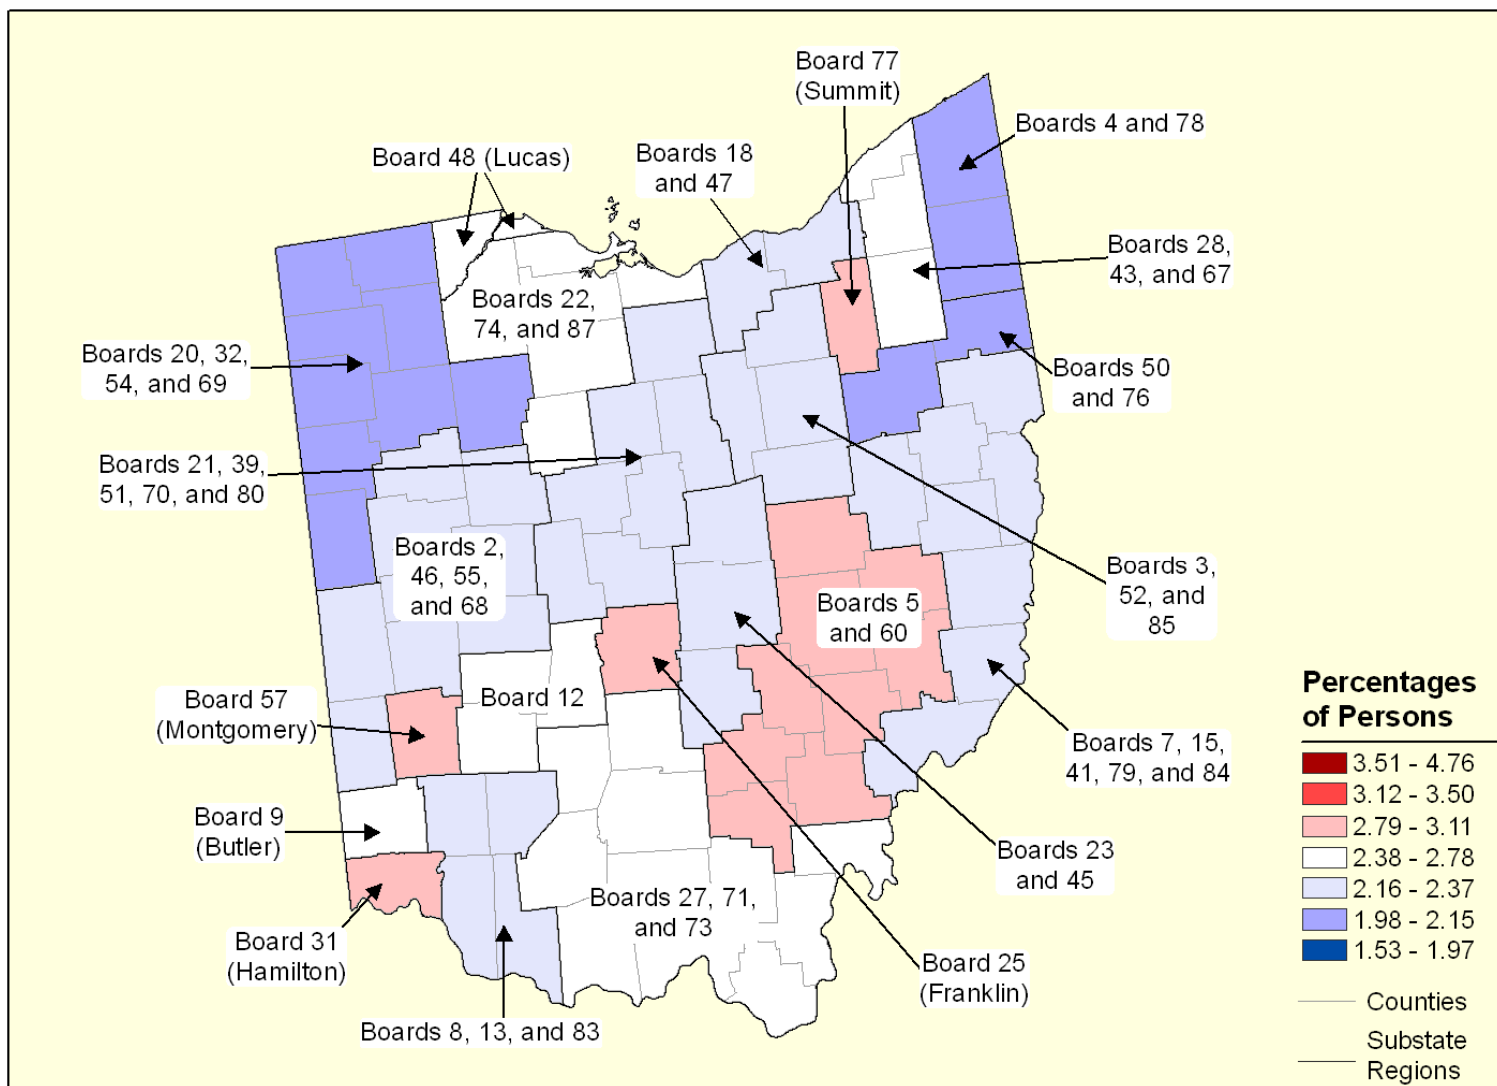 Board 77
(Summit)
Boards 4 and 78
Board 48 (Lucas)
Boards 18
and 47
Boards 28,
43, and 67
Boards 22,
74, and 87
Boards 20, 32,
54, and 69
Boards 50
and 76
Boards 21, 39,
51, 70, and 80
Boards 2,
46, 55,
and 68
Boards 3,
52, and
85
Boards 5
and 60
Board 57
(Montgomery)
Board 12
Boards 7, 15,
41, 79, and 84
Board 9
(Butler)
Boards 23
and 45
Boards 27, 71,
and 73
Board 31
(Hamilton)
Board 25
(Franklin)
Boards 8, 13, and 83
Percentages
of Persons
3.51 - 4.76
3.12 - 3.50
2.79 - 3.11
2.38 - 2.78
2.16 - 2.37
1.98 - 2.15
1.53 - 1.97
Counties
Substate
Regions